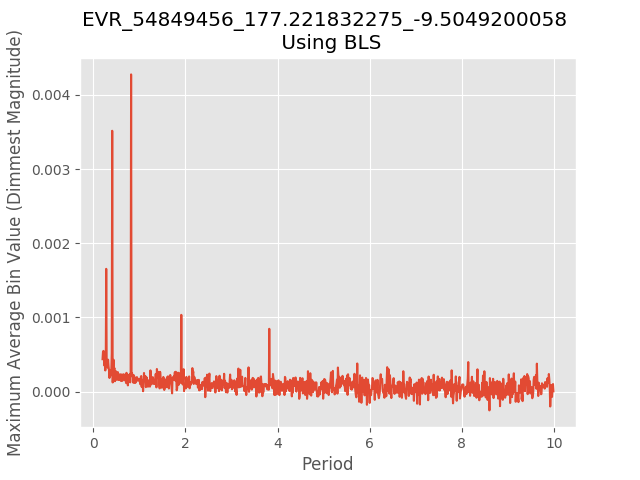 EVR_54849456_177.221832275_-9.5049200058
Using BLS
Maximum Average Bin Value (Dimmest Magnitude)
0.004
0.003
0.002
0.001
0.000
0
2
4
6
8
10
Period